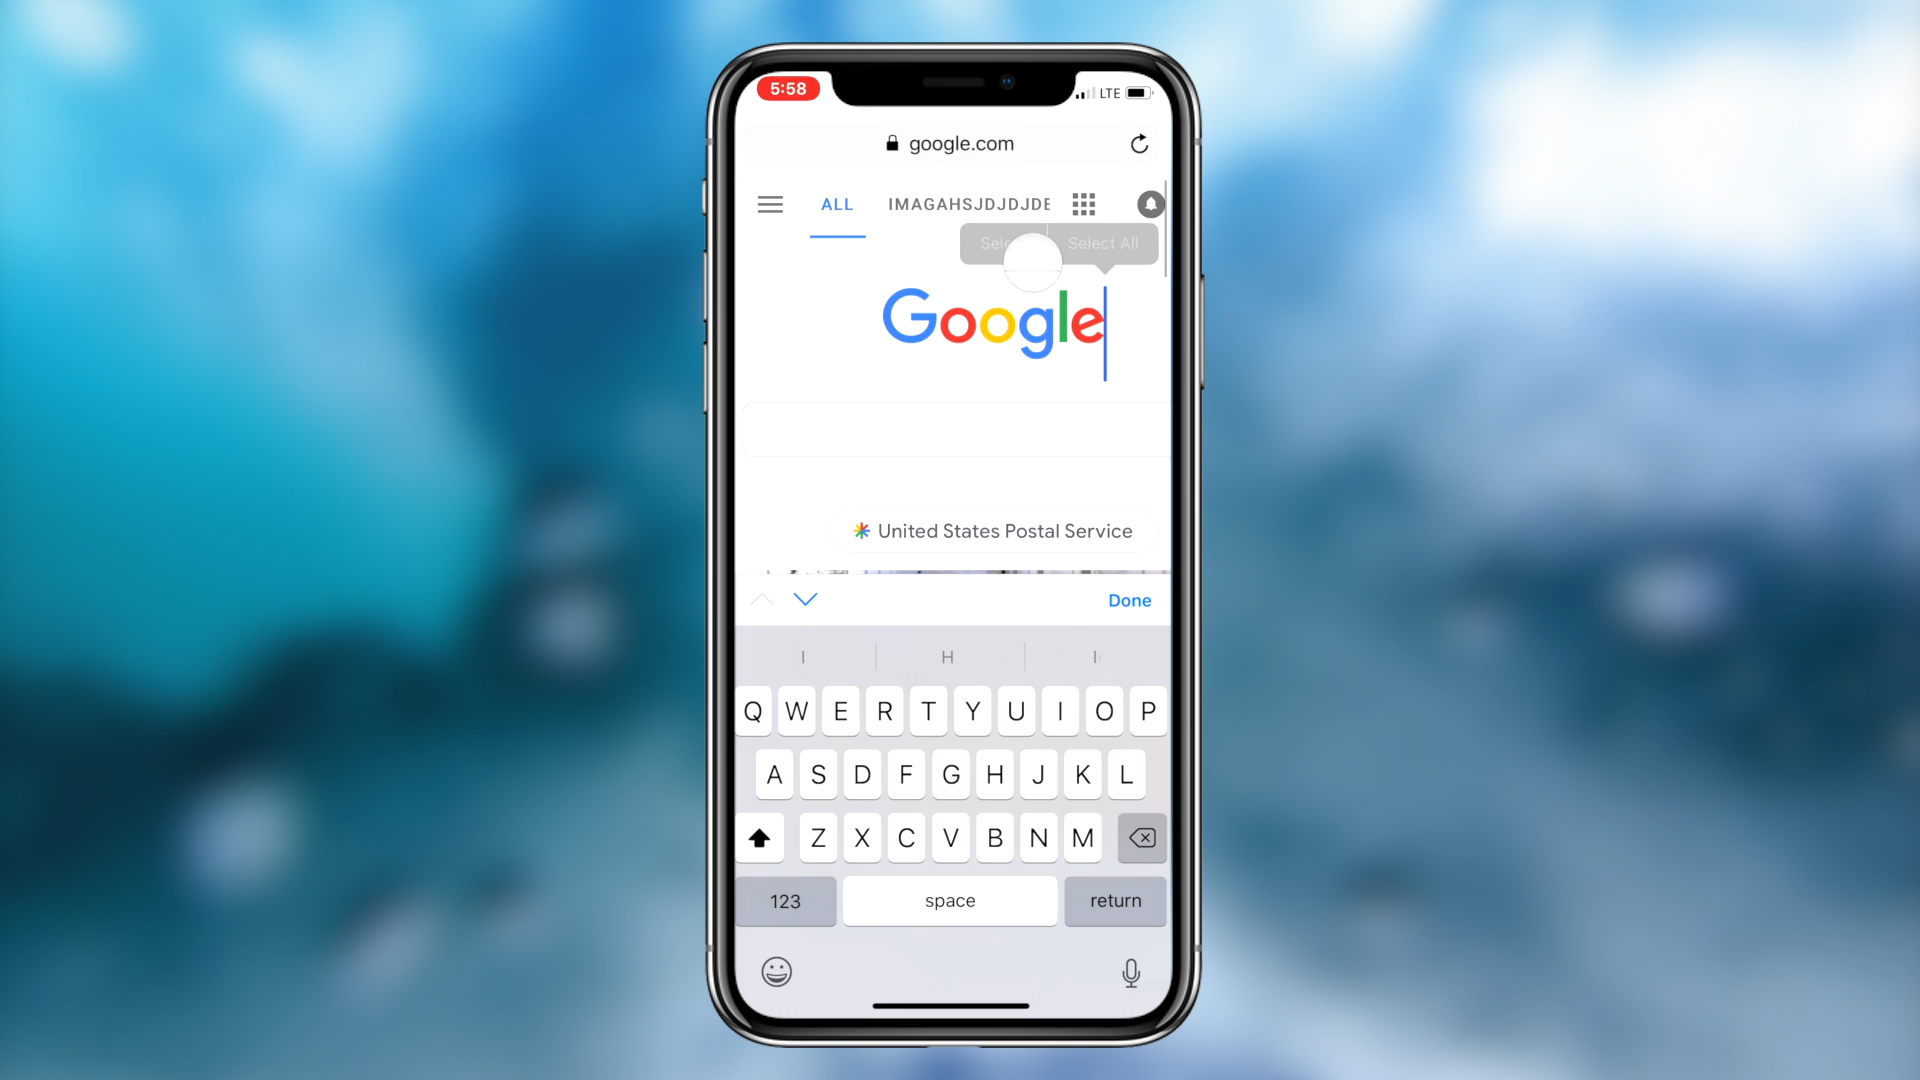 5:58
LTE
google.com
ALL
IMAGAHSJDJDJDE
Select All
Google
United States Postal Service
Done
I
H
Q W E R T Y U I O P
A S D F G H J K L
Z X C V B N M
123
space
return